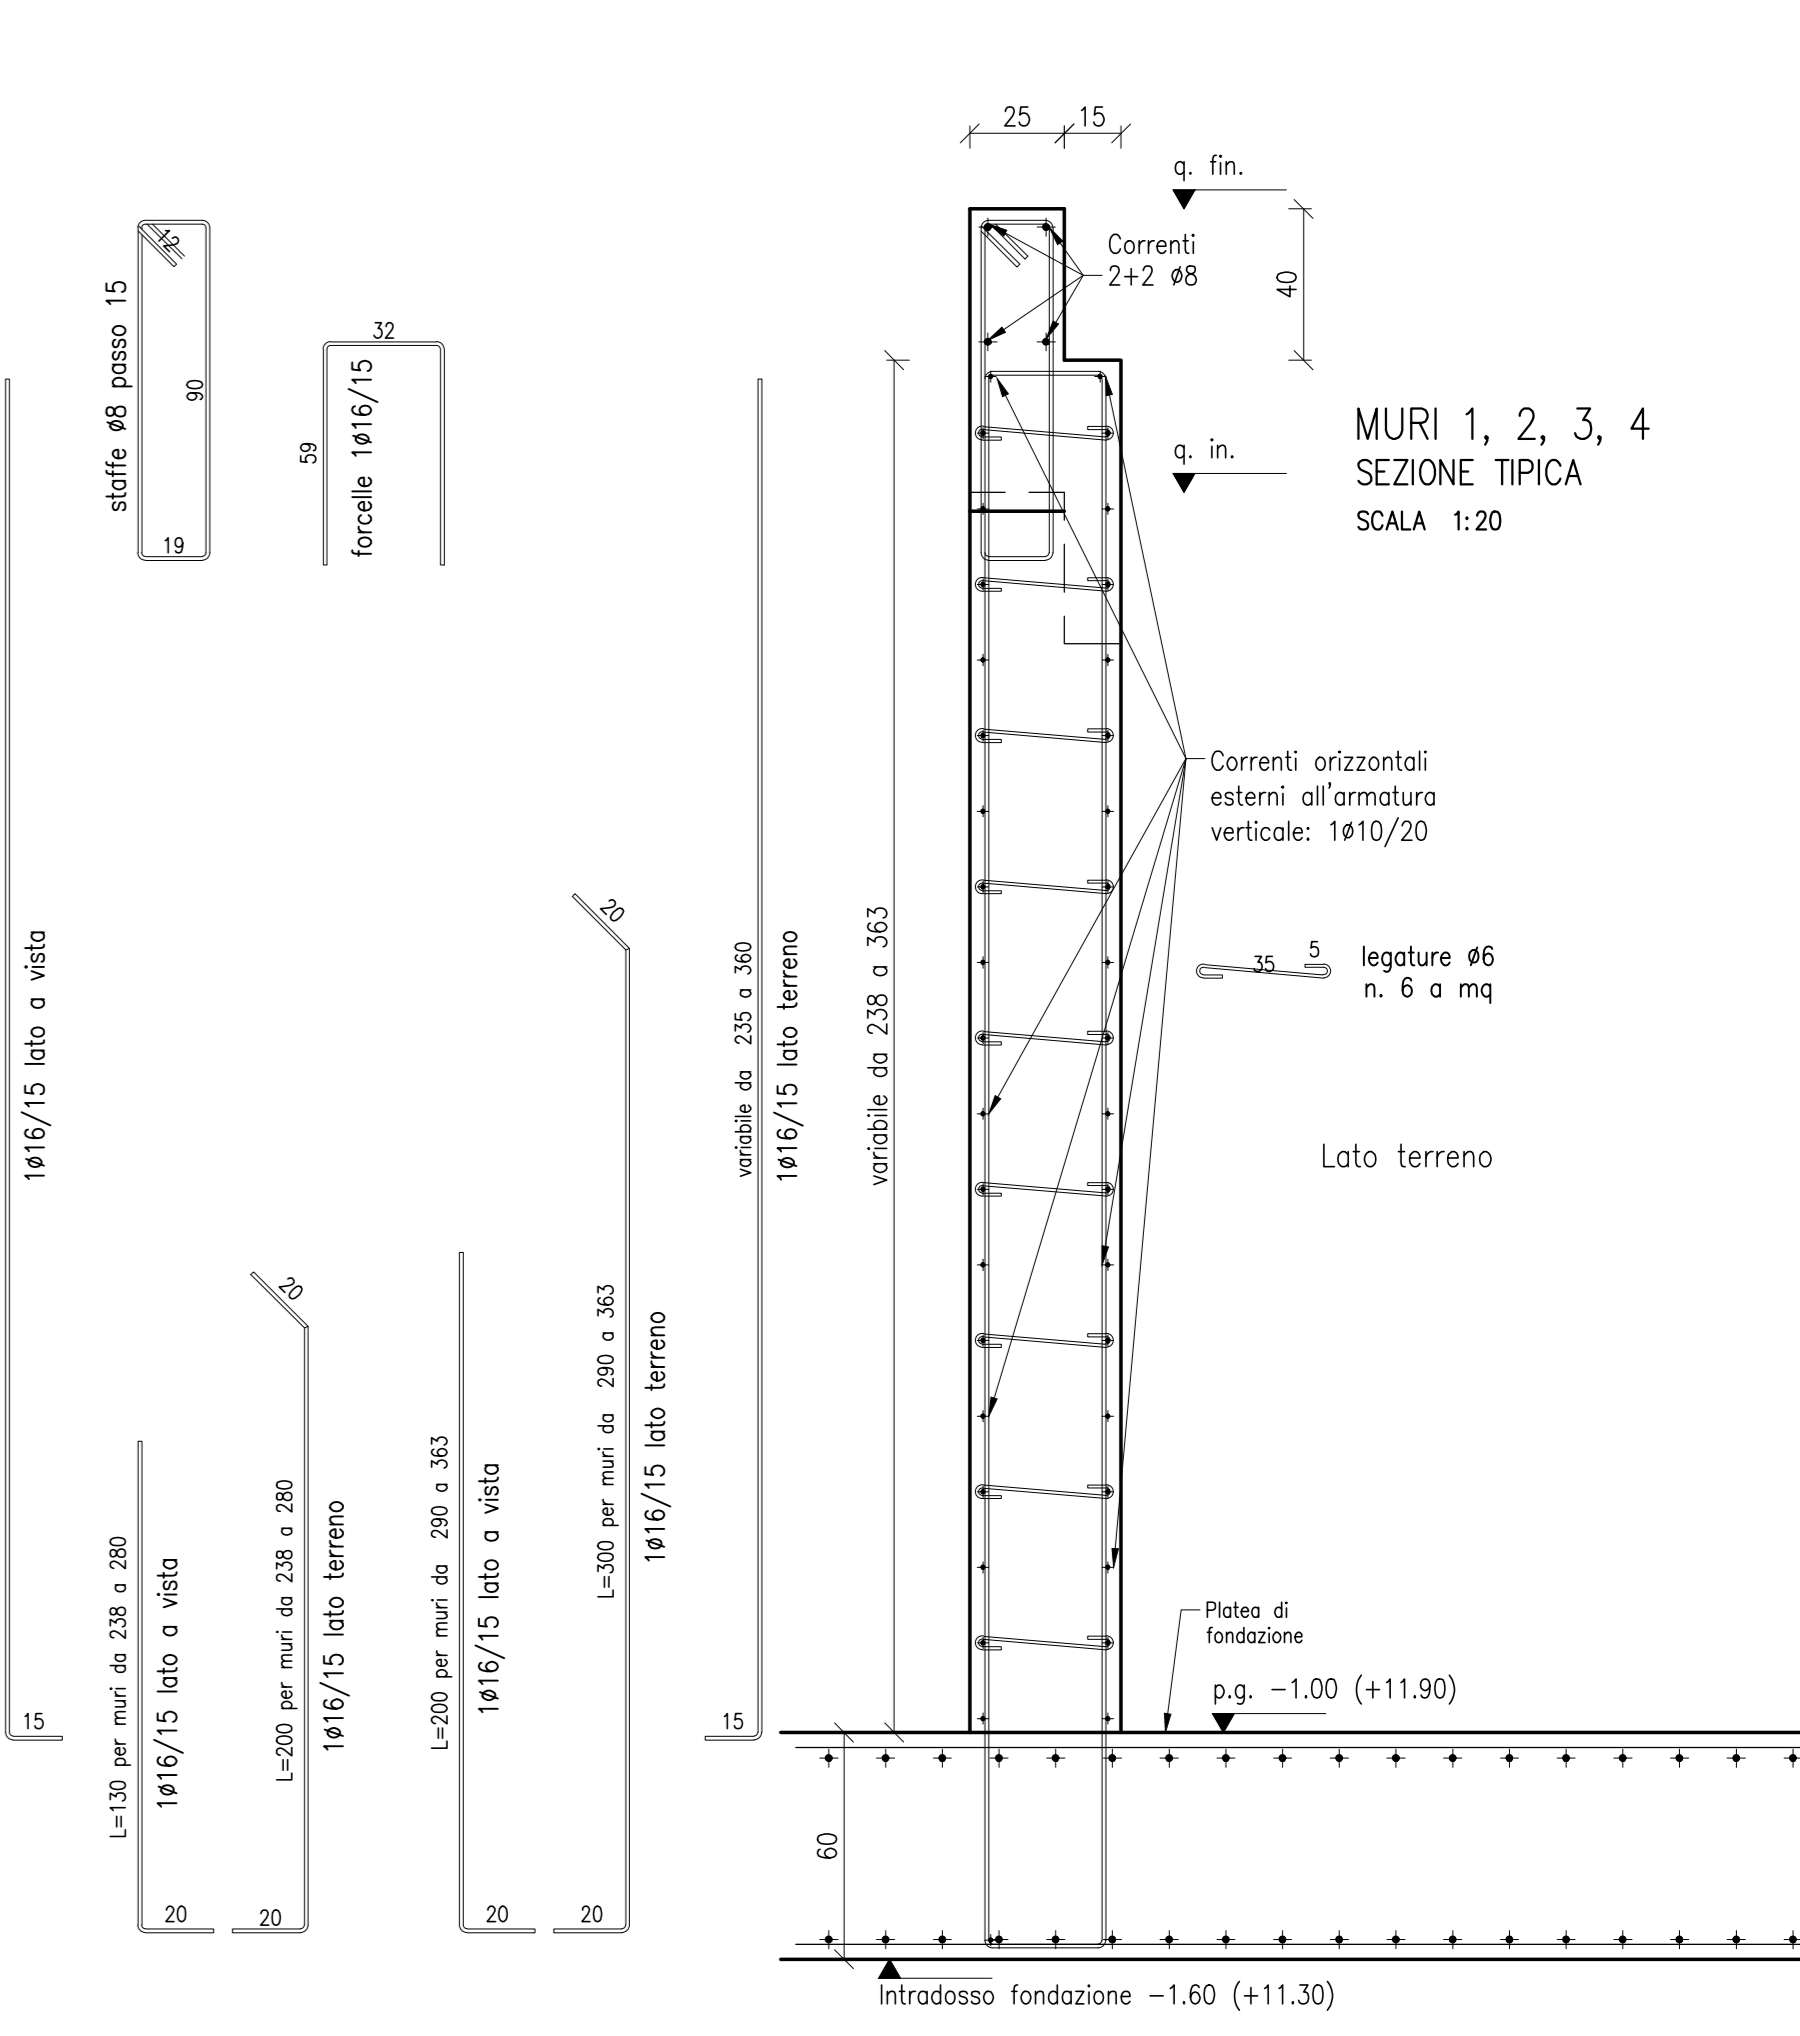 25
15
q. fin.
12
Correnti
2+2 ø8
40
staffe ø8 passo 15
90
19
32
59
forcelle 1ø16/15
MURI 1, 2, 3, 4
SEZIONE TIPICA
SCALA 1:20
q. in.
Correnti orizzontali
esterni all'armatura
verticale: 1ø10/20
35
5
legature ø6
n. 6 a mq
Lato terreno
1ø16/15 lato a vista
15
L=130 per muri da 238 a 280
1ø16/15 lato a vista
20
20
L=200 per muri da 238 a 280
1ø16/15 lato terreno
20
L=200 per muri da 290 a 363
1ø16/15 lato a vista
20
20
L=300 per muri da 290 a 363
1ø16/15 lato terreno
20
variabile da 235 a 360
1ø16/15 lato terreno
15
variabile da 238 a 363
Platea di
fondazione
p.g. −1.00 (+11.90)
60
Intradosso fondazione −1.60 (+11.30)